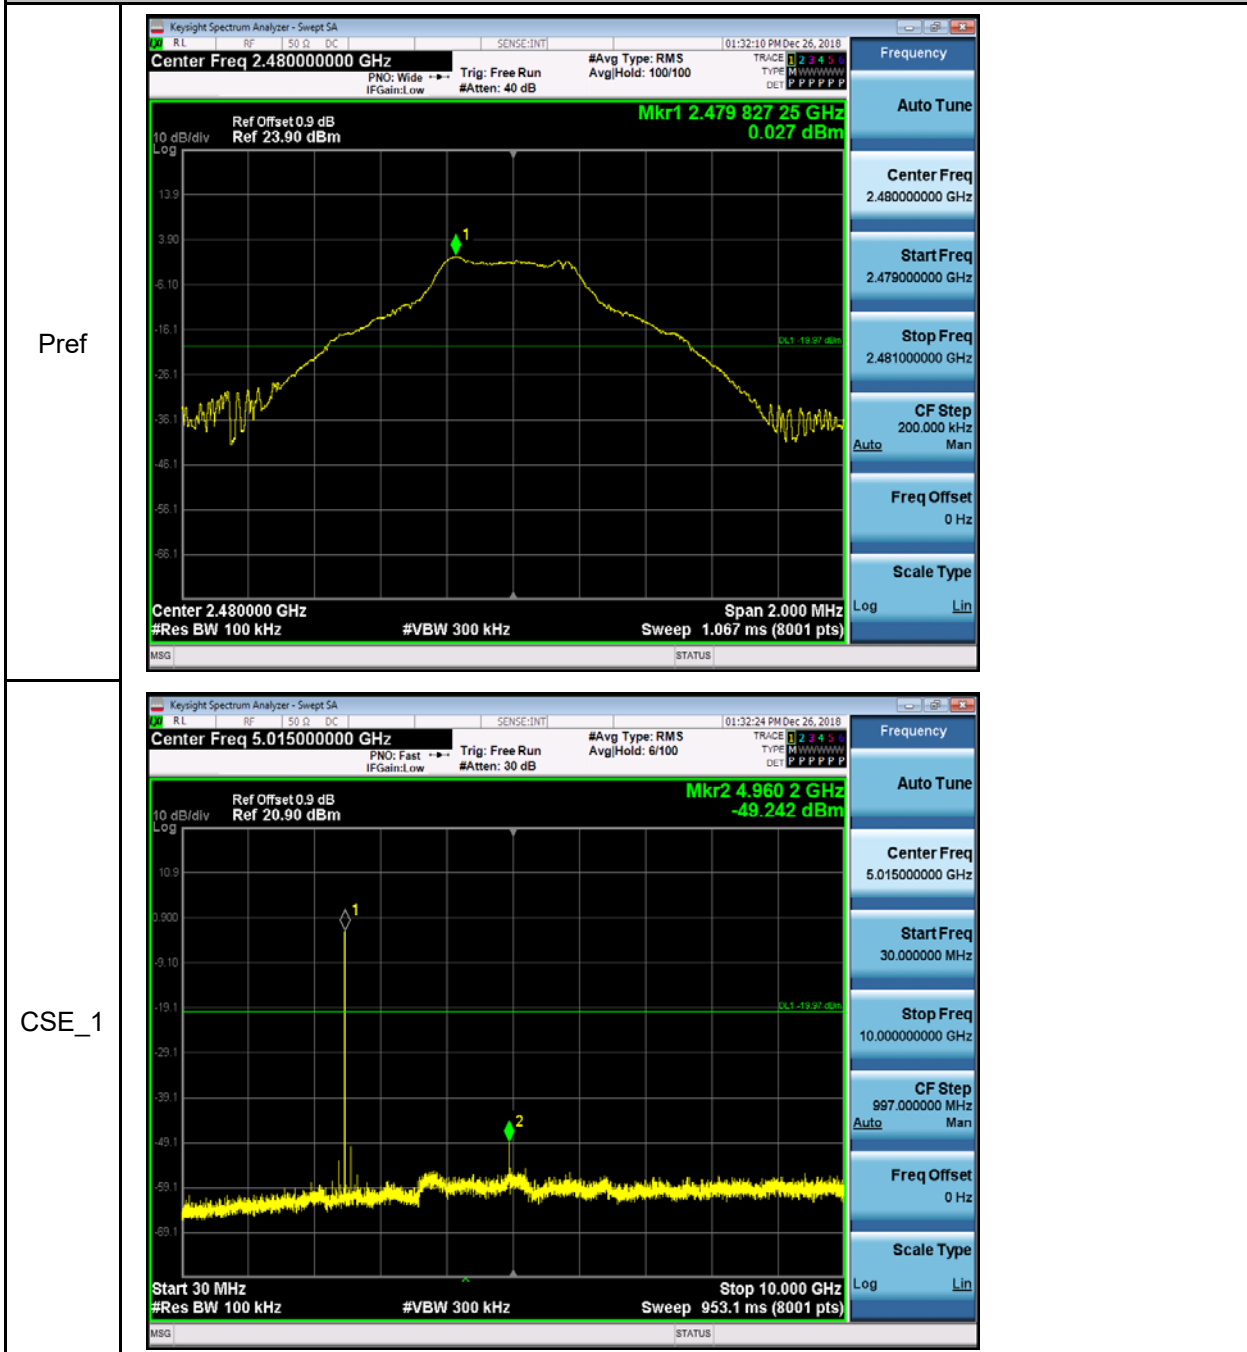 Pref
Keysight Spectrum Analyzer - Swept SA
RL RF 50 Ω DC SENSE:INT 01:32:10 PM Dec 26, 2018
Center Freq 2.480000000 GHz
PNO: Wide
IFGain:Low
Trig: Free Run
#Atten: 40 dB
#Avg Type: RMS
Avg|Hold: 100/100
TRACE 1 2 3 4 5 6
TYPE M WWWWW
DET P P P P P P
Mkr1 2.479 827 25 GHz
0.027 dBm
Ref Offset 0.9 dB
10 dB/div Ref 23.90 dBm
Log
13.9
3.90
-6.10
-16.1
-26.1
-36.1
-46.1
-56.1
-66.1
1
DL1 -19.97 dBm
Center 2.480000 GHz Span 2.000 MHz
#Res BW 100 kHz #VBW 300 kHz Sweep 1.067 ms (8001 pts)
MSG STATUS
Frequency
Auto Tune
Center Freq
2.480000000 GHz
Start Freq
2.479000000 GHz
Stop Freq
2.481000000 GHz
CF Step
200.000 kHz
Auto Man
Freq Offset
0 Hz
Scale Type
Log Lin
CSE_1
Keysight Spectrum Analyzer - Swept SA
RL RF 50 Ω DC SENSE:INT 01:32:24 PM Dec 26, 2018
Center Freq 5.015000000 GHz
PNO: Fast
IFGain:Low
Trig: Free Run
#Atten: 30 dB
#Avg Type: RMS
Avg|Hold: 6/100
TRACE 1 2 3 4 5 6
TYPE M WWWWW
DET P P P P P P
Mkr2 4.960 2 GHz
-49.242 dBm
Ref Offset 0.9 dB
10 dB/div Ref 20.90 dBm
Log
10.9
0.900
-9.10
-19.1
-29.1
-39.1
-49.1
-59.1
-69.1
1
2
DL1 -19.97 dBm
Start 30 MHz Stop 10.000 GHz
#Res BW 100 kHz #VBW 300 kHz Sweep 953.1 ms (8001 pts)
MSG STATUS
Frequency
Auto Tune
Center Freq
5.015000000 GHz
Start Freq
30.000000 MHz
Stop Freq
10.000000000 GHz
CF Step
997.000000 MHz
Auto Man
Freq Offset
0 Hz
Scale Type
Log Lin